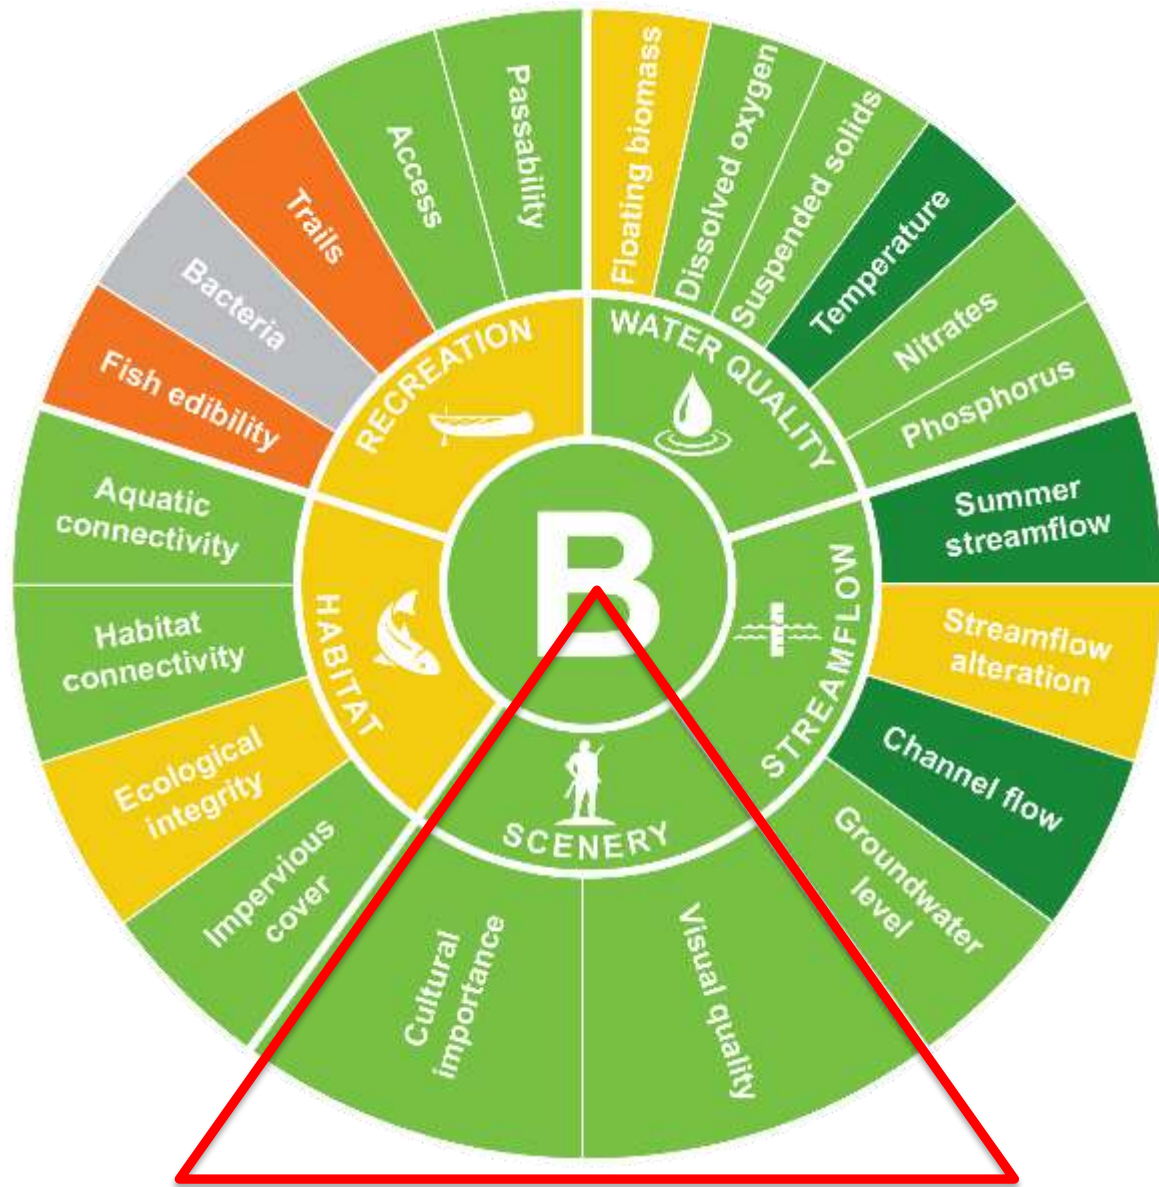 Floating biomass
Dissolved oxygen
Suspended solids
Temperature
Nitrates
Phosphorus
Summer
streamflow
Streamflow
alteration
Channel flow
Groundwater
level
Visual quality
Cultural
importance
Impervious
cover
Ecological
integrity
Habitat
connectivity
Aquatic
connectivity
Fish edibility
Bacteria
Trails
Access
Passability
WATER QUALITY
STREAMFLOW
SCENERY
HABITAT
RECREATION
B